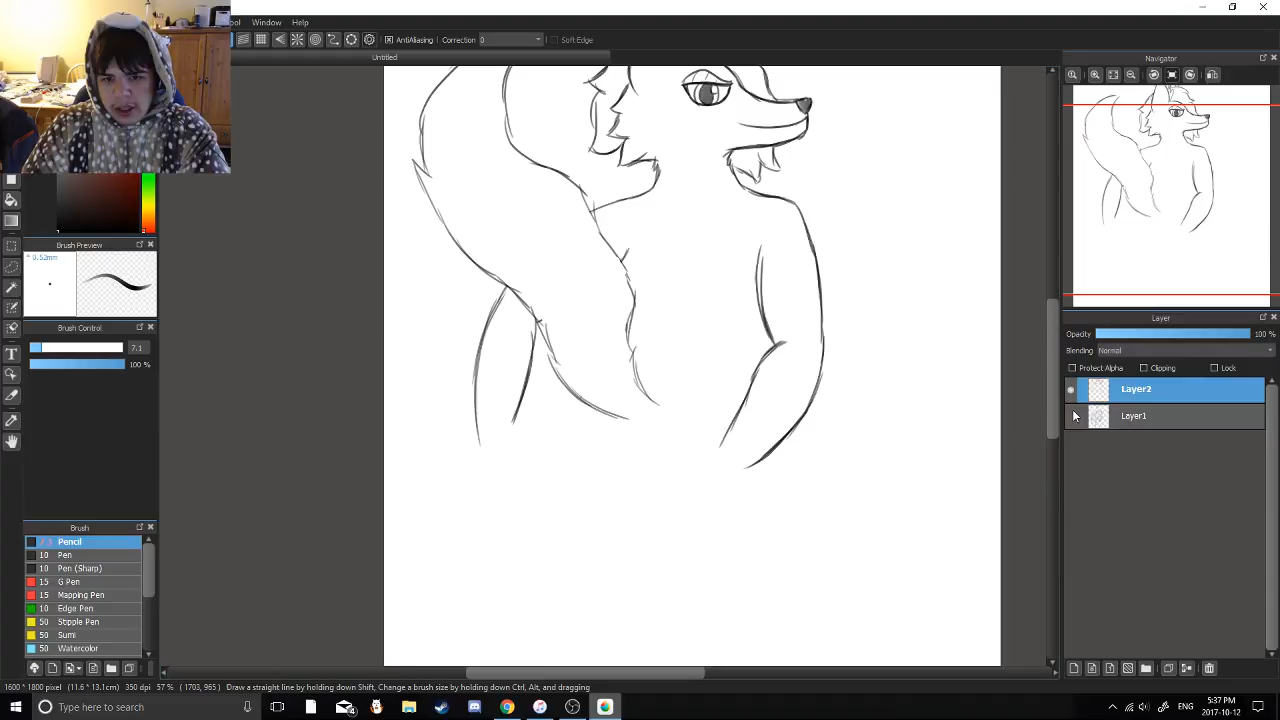 ool Window Help
AntiAliasing Correction 0 Soft Edge
Untitled
Navigator
Brush Preview
* 0.52mm
Brush Control
7.1
100 %
Layer
Opacity 100 %
Blending Normal
Protect Alpha Clipping Lock
Layer2
Layer1
Brush
Pencil
10 Pen
10 Pen (Sharp)
15 G Pen
15 Mapping Pen
10 Edge Pen
50 Stipple Pen
50 Sumi
50 Watercolor
1600 * 1800 pixel (11.6 * 13.1cm) 350 dpi 57 % ( 1703, 965 ) Draw a straight line by holding down Shift, Change a brush size by holding down Ctrl, Alt, and dragging
Type here to search
5:37 PM
2017-10-12